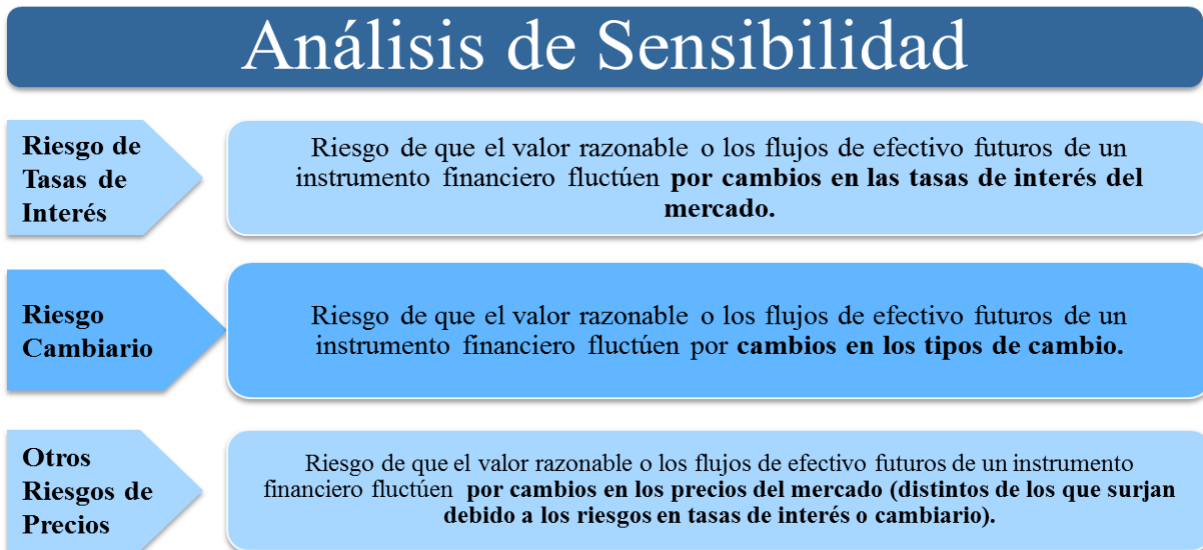 Análisis de Sensibilidad
Riesgo de
Tasas de
Interés
Riesgo de que el valor razonable o los flujos de efectivo futuros de un
instrumento financiero fluctúen por cambios en las tasas de interés del
mercado.
Riesgo
Cambiario
Riesgo de que el valor razonable o los flujos de efectivo futuros de un
instrumento financiero fluctúen por cambios en los tipos de cambio.
Otros
Riesgos de
Precios
Riesgo de que el valor razonable o los flujos de efectivo futuros de un instrumento
financiero fluctúen por cambios en los precios del mercado (distintos de los que surjan
debido a los riesgos en tasas de interés o cambiario).